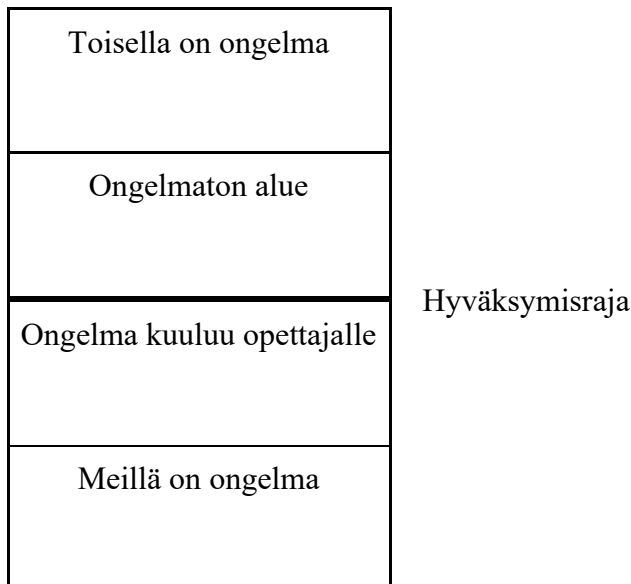 Toisella on ongelma
Ongelmaton alue
Hyväksymisraja
Ongelma kuuluu opettajalle
Meillä on ongelma